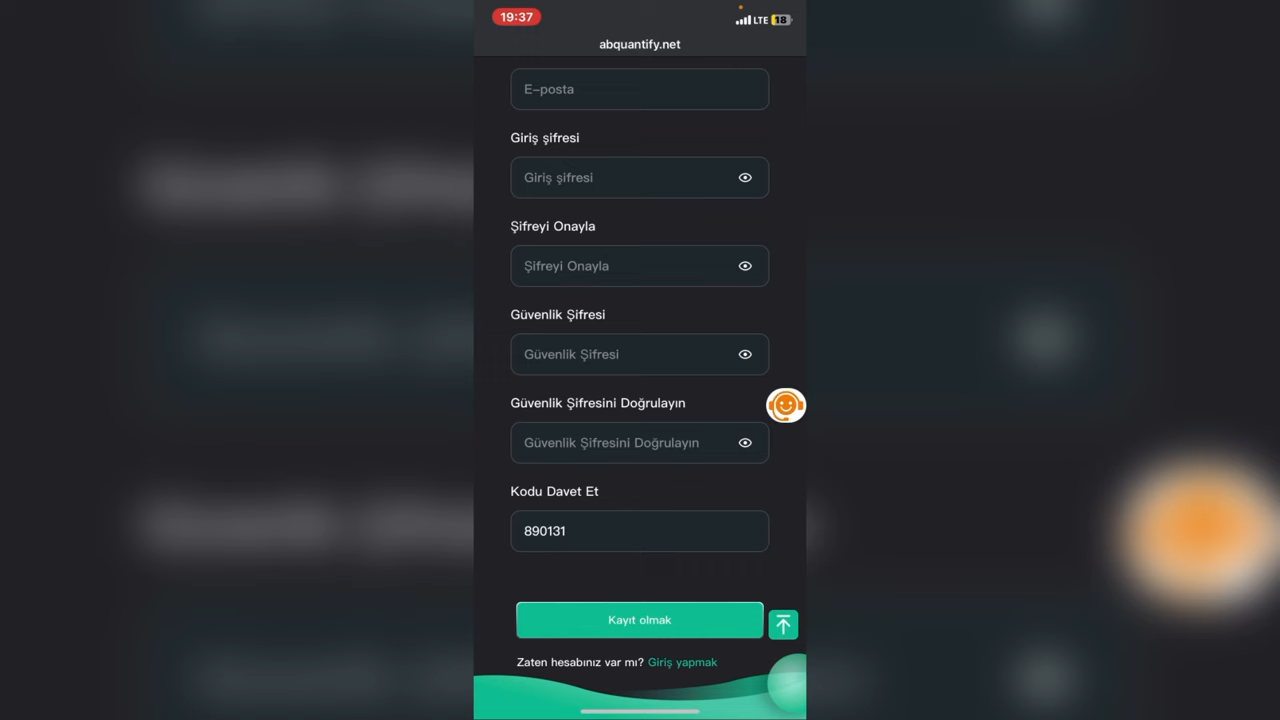 19:37
LTE 18
abquantify.net
E-posta
Giriş şifresi
Giriş şifresi
Şifreyi Onayla
Şifreyi Onayla
Güvenlik Şifresi
Güvenlik Şifresi
Güvenlik Şifresini Doğrulayın
Güvenlik Şifresini Doğrulayın
Kodu Davet Et
890131
Kayıt olmak
Zaten hesabınız var mı? Giriş yapmak